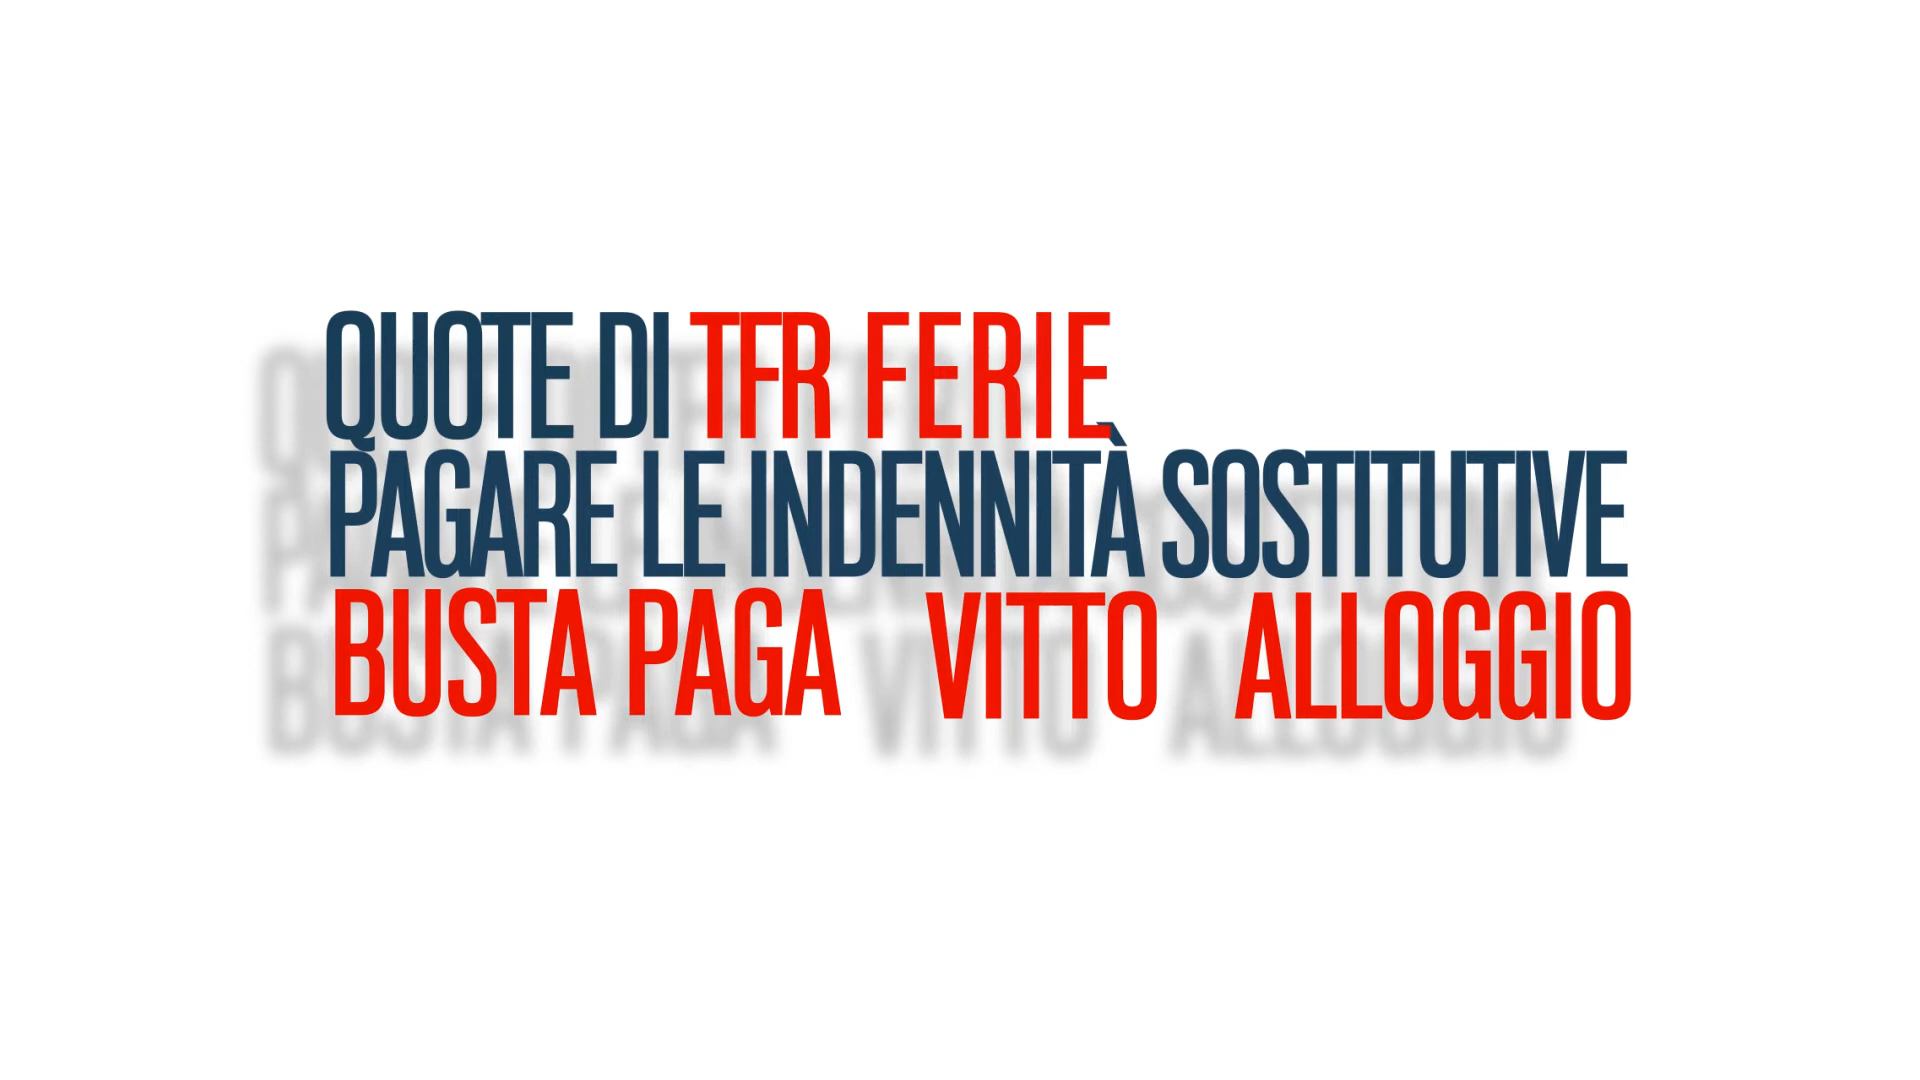 QUOTE DI TFR FERIE
PAGARE LE INDENNITÀ SOSTITUTIVE
BUSTA PAGA VITTO ALLOGGIO